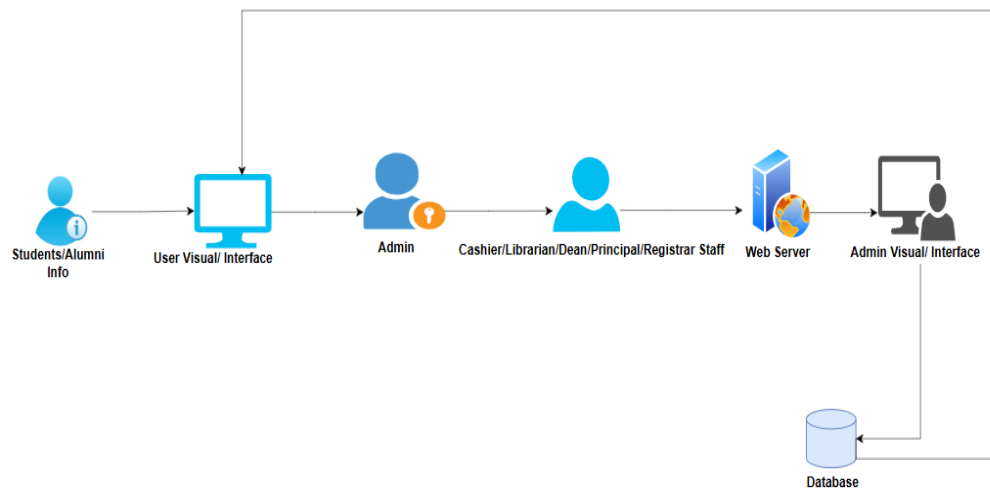 Students/Alumni
Info
User Visual/ Interface
Admin
Cashier/Librarian/Dean/Principal/Registrar Staff
Web Server
Admin Visual/ Interface
Database